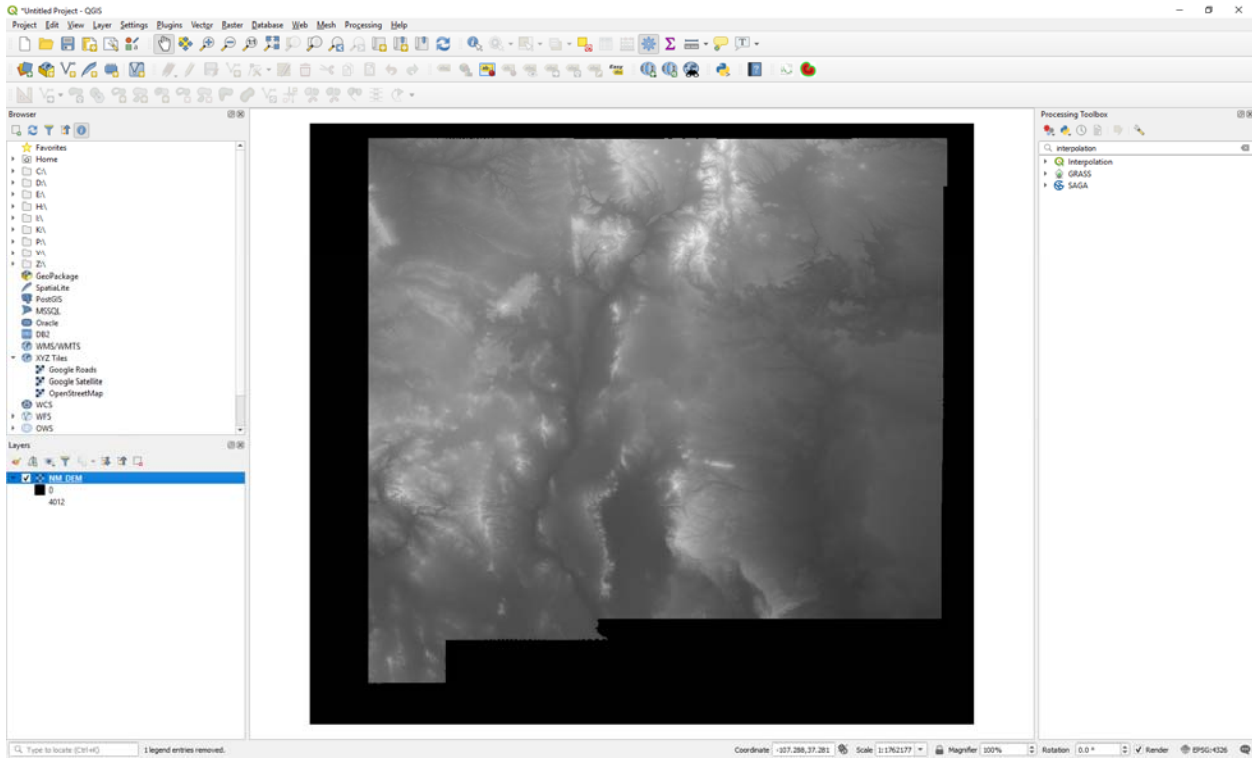 *Untitled Project - QGIS
Project Edit View Layer Settings Plugins Vector Raster Database Web Mesh Processing Help
Browser
Favorites
Home
C:\
D:\
E:\
H:\
I:\
K:\
P:\
V:\
Z:\
GeoPackage
SpatiaLite
PostGIS
MSSQL
Oracle
DB2
WMS/WMTS
XYZ Tiles
Google Roads
Google Satellite
OpenStreetMap
WCS
WFS
OWS
Layers
NM_DEM
0
4012
Processing Toolbox
interpolation
Interpolation
GRASS
SAGA
Type to locate (Ctrl+K) 1 legend entries removed. Coordinate -107.288,37.281 Scale 1:1762177 Magnifier 100% Rotation 0.0 ° Render EPSG:4326